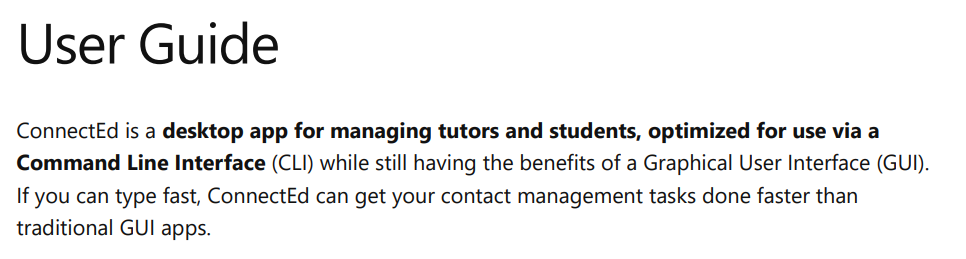 User Guide
ConnectEd is a desktop app for managing tutors and students, optimized for use via a
Command Line Interface (CLI) while still having the benefits of a Graphical User Interface (GUI).
If you can type fast, ConnectEd can get your contact management tasks done faster than
traditional GUI apps.